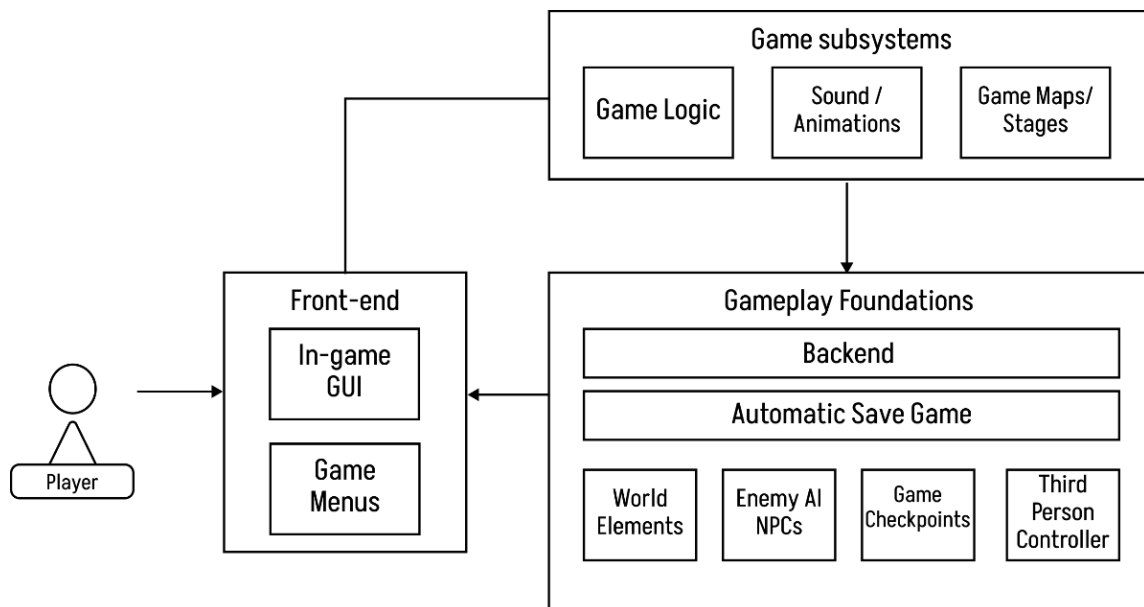 Game subsystems
Game Logic
Sound /
Animations
Game Maps/
Stages
Front-end
In-game
GUI
Game
Menus
Player
Gameplay Foundations
Backend
Automatic Save Game
World
Elements
Enemy AI
NPCs
Game
Checkpoints
Third
Person
Controller